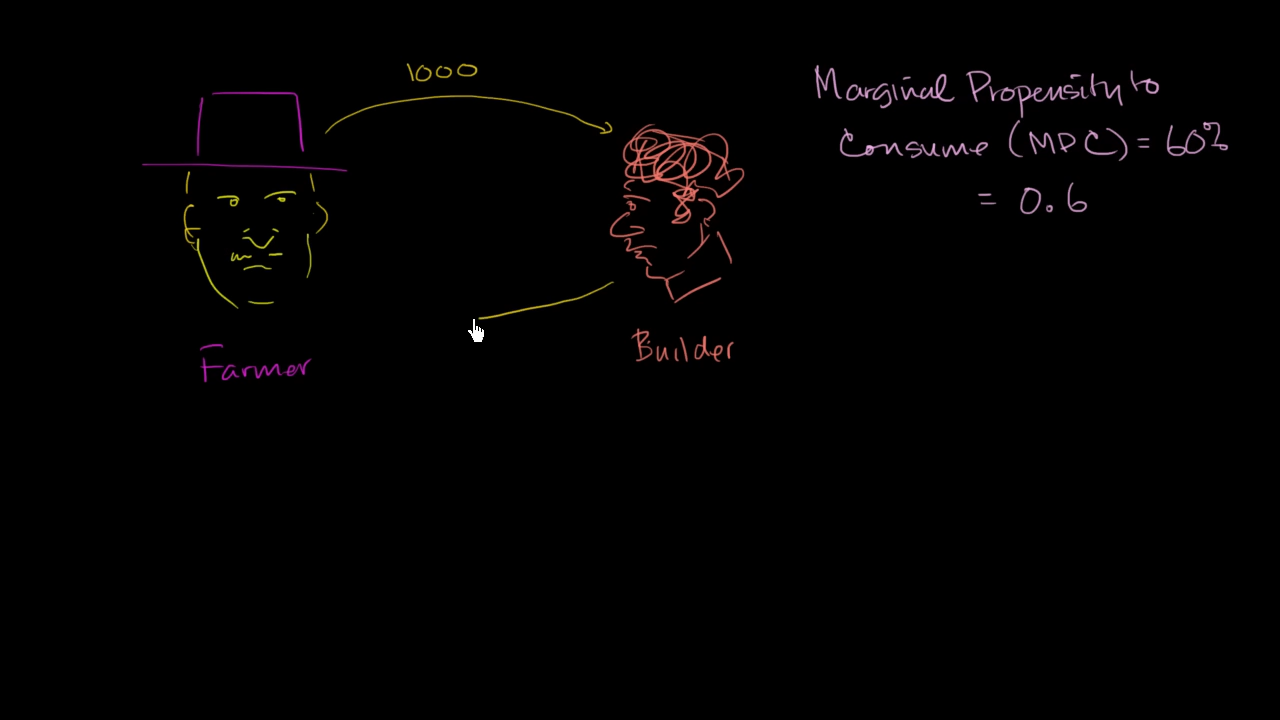 1000
Marginal Propensity to
Consume (MPC) = 60%
= 0.6
Farmer
Builder